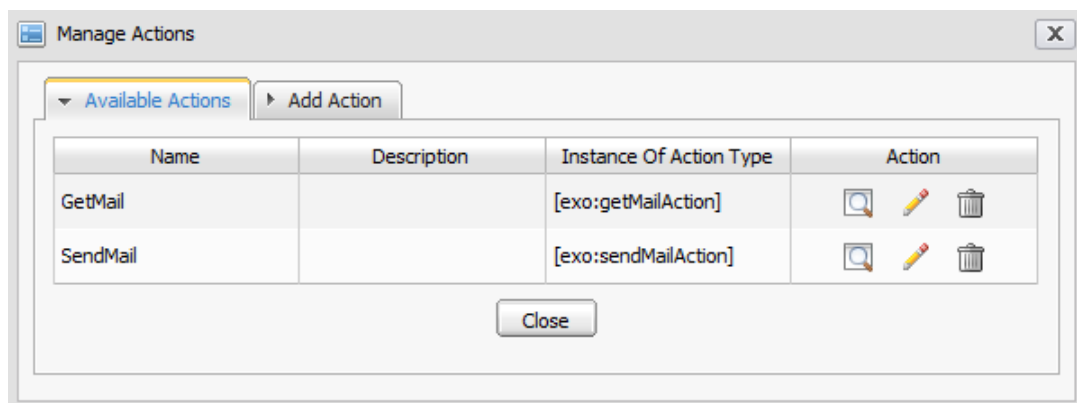 Manage Actions
Available Actions Add Action
Name Description Instance Of Action Type Action
GetMail [exo:getMailAction]
SendMail [exo:sendMailAction]
Close